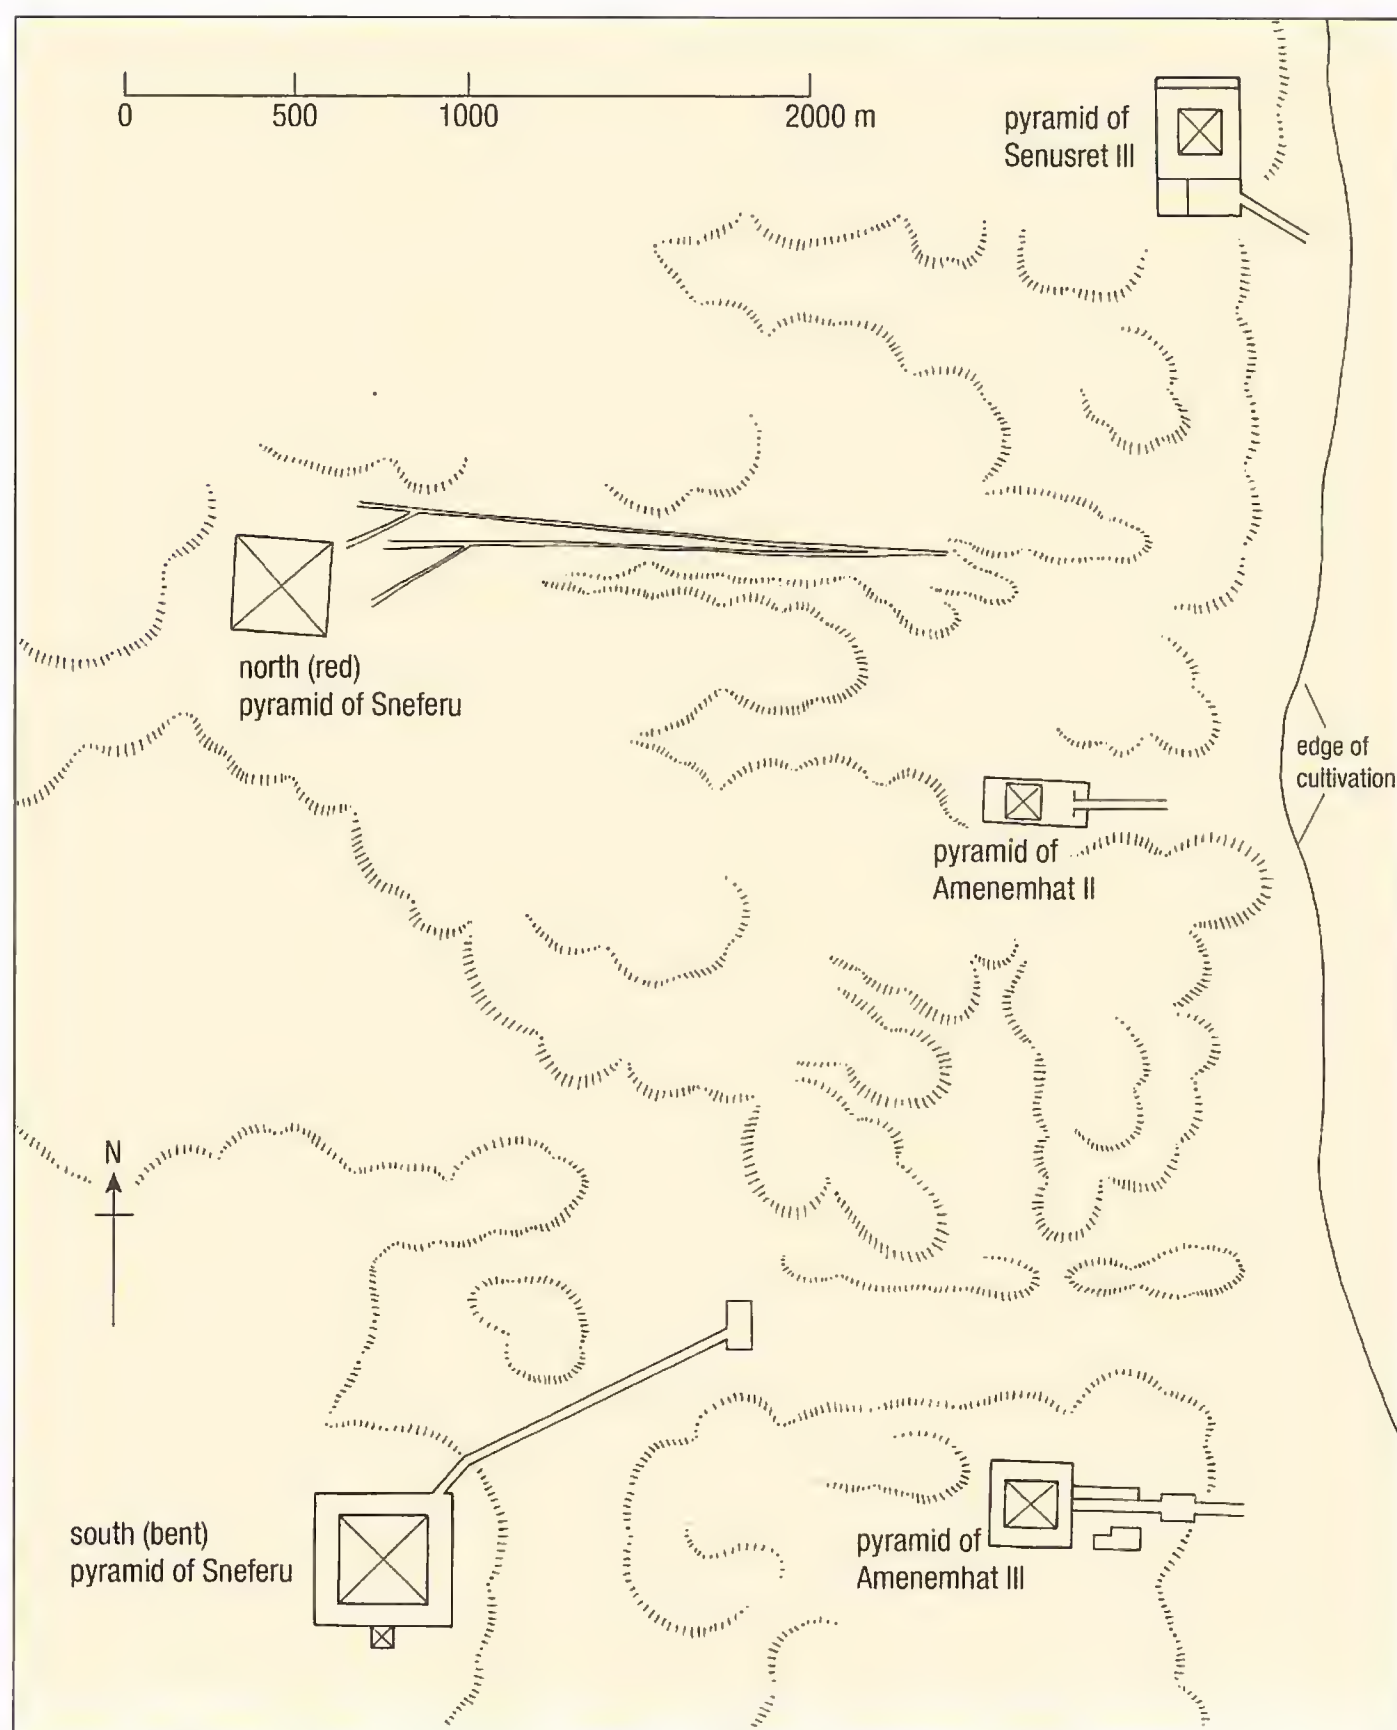 0 500 1000 2000 m
pyramid of
Senusret III
north (red)
pyramid of Sneferu
edge of
cultivation
pyramid of
Amenemhat II
N
south (bent)
pyramid of Sneferu
pyramid of
Amenemhat III